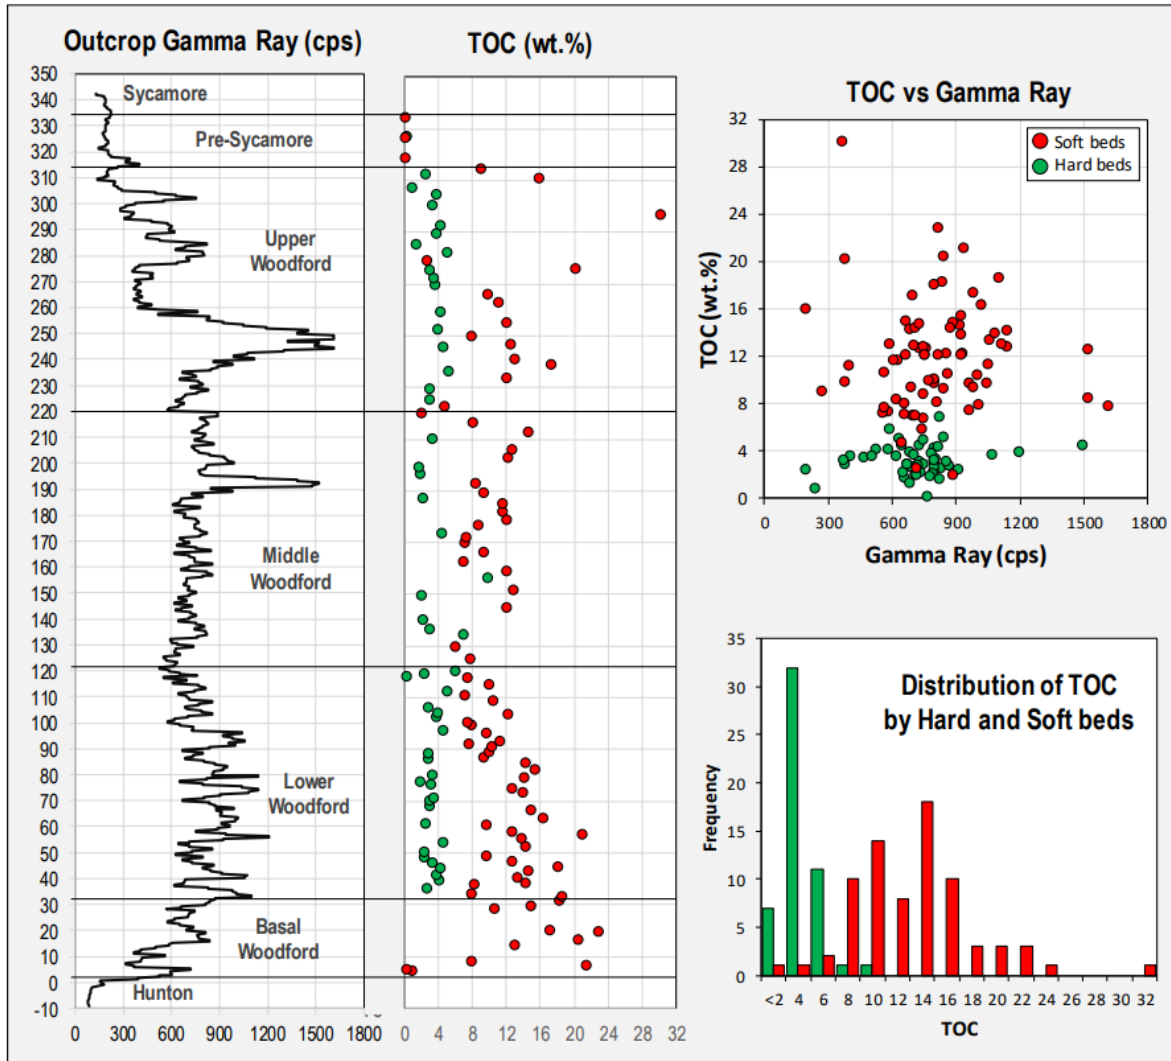 Outcrop Gamma Ray (cps)
350
340
330
320
310
300
290
280
270
260
250
240
230
220
210
200
190
180
170
160
150
140
130
120
110
100
90
80
70
60
50
40
30
20
10
0
-10
Sycamore
Pre-Sycamore
Upper
Woodford
Middle
Woodford
Lower
Woodford
Basal
Woodford
Hunton
0 300 600 900 1200 1500 1800
TOC (wt.%)
0 4 8 12 16 20 24 28 32
TOC vs Gamma Ray
TOC (wt.%)
32
28
24
20
16
12
8
4
0
Soft beds
Hard beds
0 300 600 900 1200 1500 1800
Gamma Ray (cps)
Distribution of TOC
by Hard and Soft beds
Frequency
35
30
25
20
15
10
5
0
<2 4 6 8 10 12 14 16 18 20 22 24 26 28 30 32
TOC